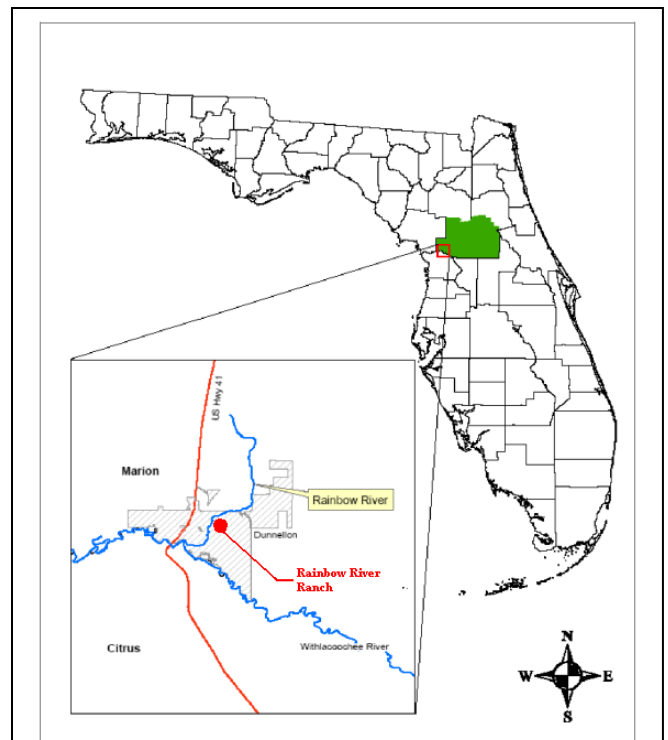 US Hwy 41
Marion
Rainbow River
Dunnellon
Rainbow River
Ranch
Citrus
Withlacoochee River
N
W
E
S